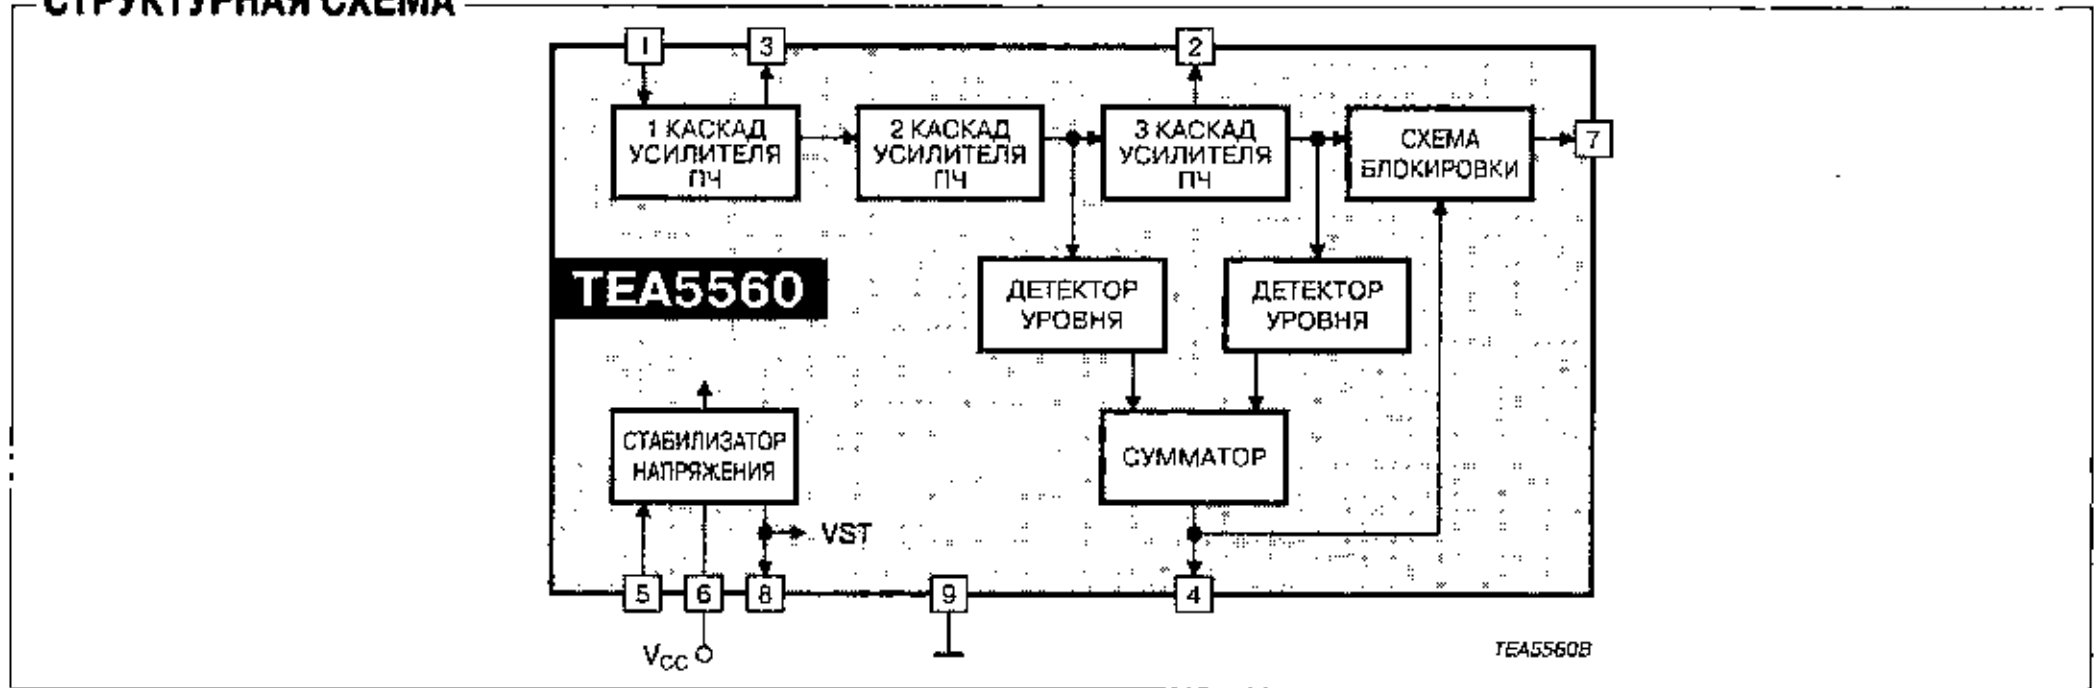 СТРУКТУРНАЯ СХЕМА
1 3 2
1 КАСКАД
УСИЛИТЕЛЯ
ПЧ
2 КАСКАД
УСИЛИТЕЛЯ
ПЧ
3 КАСКАД
УСИЛИТЕЛЯ
ПЧ
СХЕМА
БЛОКИРОВКИ
7
TEA5560
ДЕТЕКТОР
УРОВНЯ
ДЕТЕКТОР
УРОВНЯ
СТАБИЛИЗАТОР
НАПРЯЖЕНИЯ
СУММАТОР
VST
5 6 8 9 4
VCC
TEA5560B